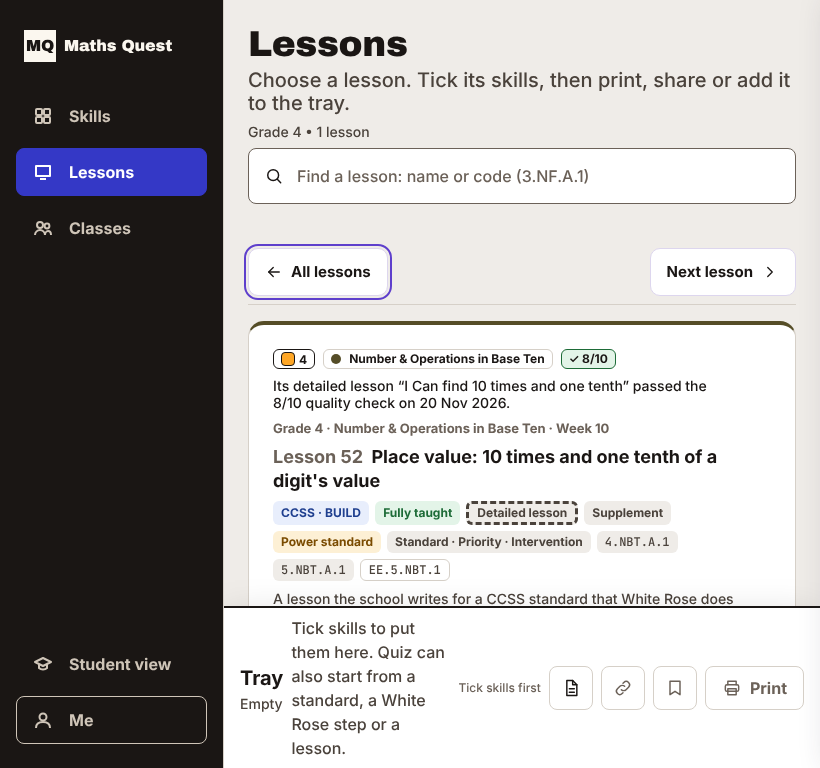 MQ Maths Quest
Skills
Lessons
Classes
Student view
Me
Lessons
Choose a lesson. Tick its skills, then print, share or add it
to the tray.
Grade 4 • 1 lesson
Find a lesson: name or code (3.NF.A.1)
All lessons
Next lesson
4 Number & Operations in Base Ten ✓ 8/10
Its detailed lesson “I Can find 10 times and one tenth” passed the
8/10 quality check on 20 Nov 2026.
Grade 4 · Number & Operations in Base Ten · Week 10
Lesson 52 Place value: 10 times and one tenth of a
digit's value
CCSS · BUILD Fully taught Detailed lesson Supplement
Power standard Standard · Priority · Intervention 4.NBT.A.1
5.NBT.A.1 EE.5.NBT.1
A lesson the school writes for a CCSS standard that White Rose does
Tray
Empty
Tick skills to put
them here. Quiz can
also start from a
standard, a White
Rose step or a
lesson.
Tick skills first
Print